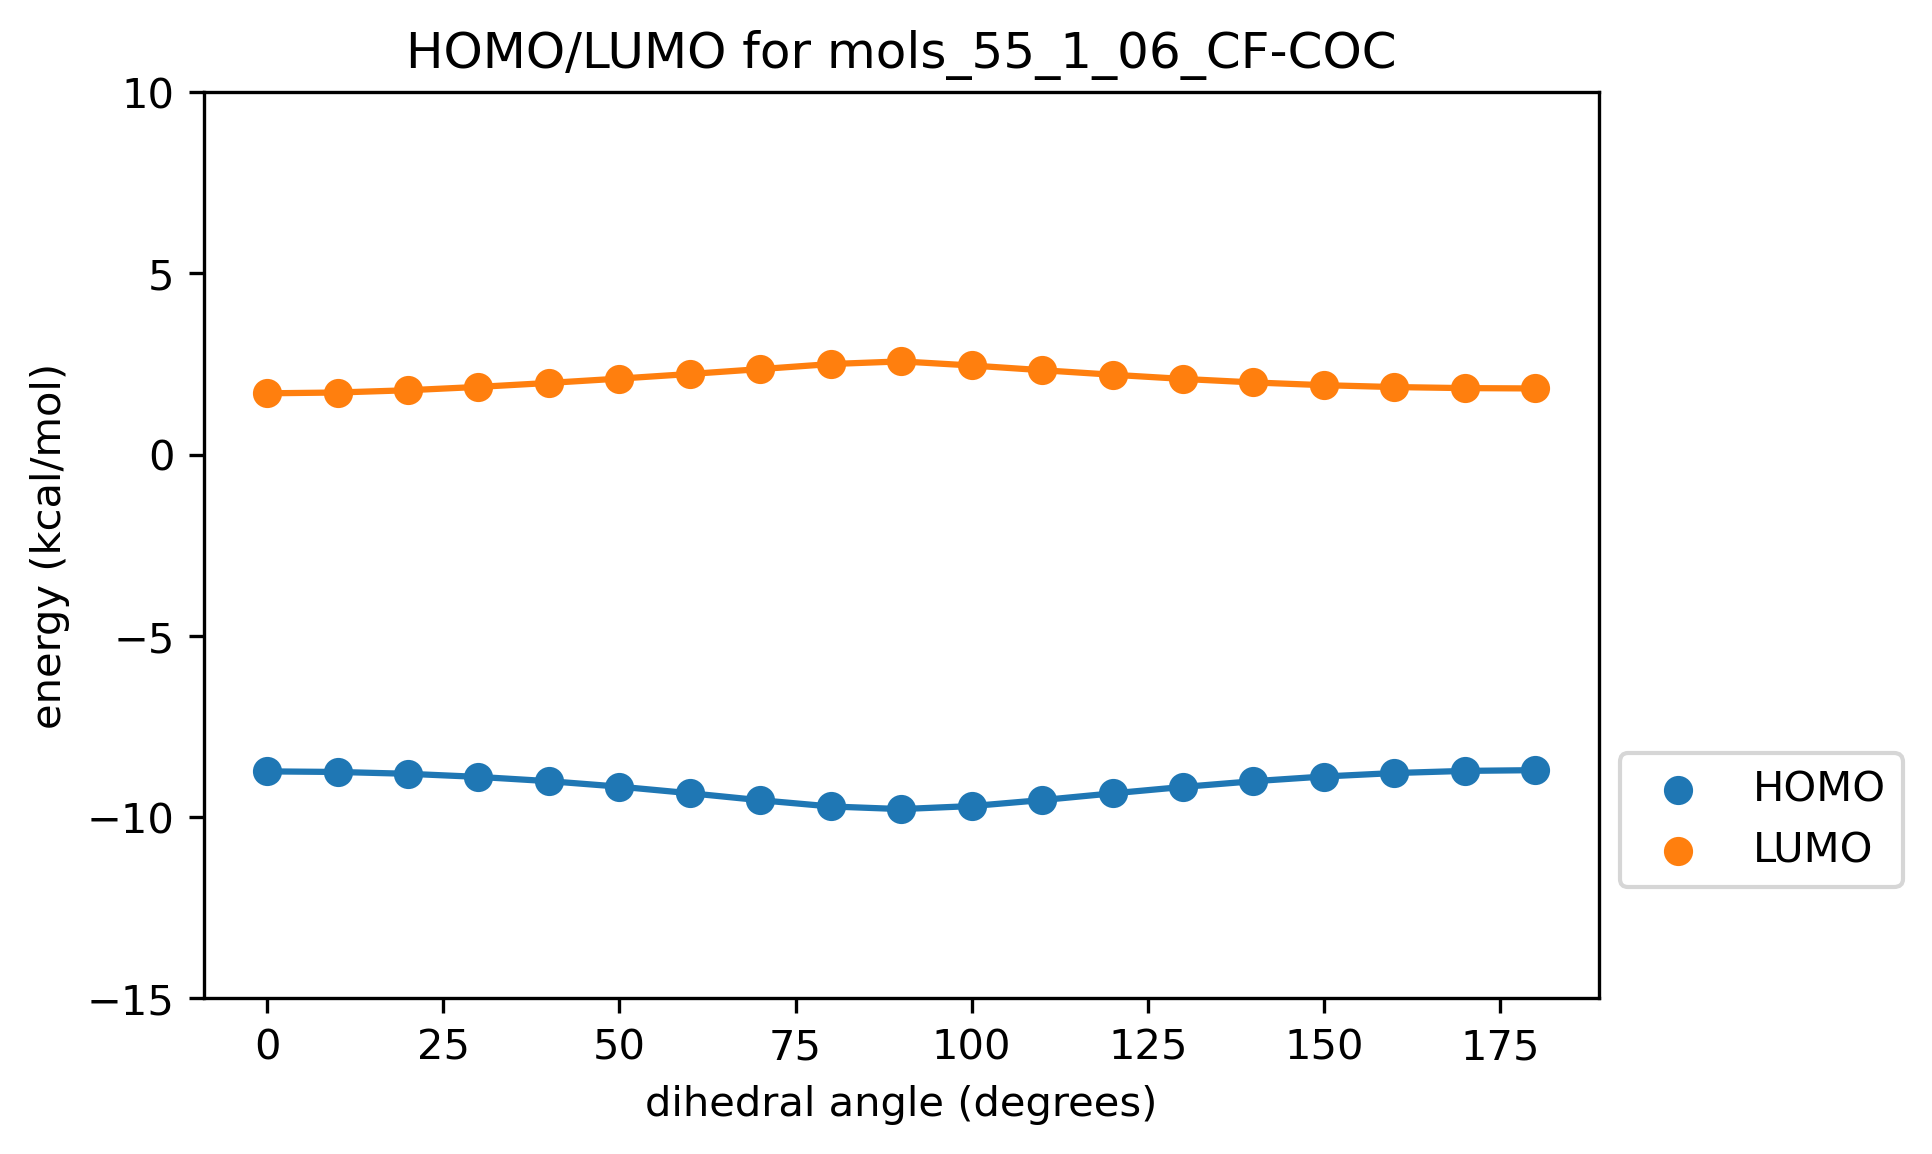 HOMO/LUMO for mols_55_1_06_CF-COC
10
5
0
−5
−10
−15
energy (kcal/mol)
0 25 50 75 100 125 150 175
dihedral angle (degrees)
HOMO
LUMO